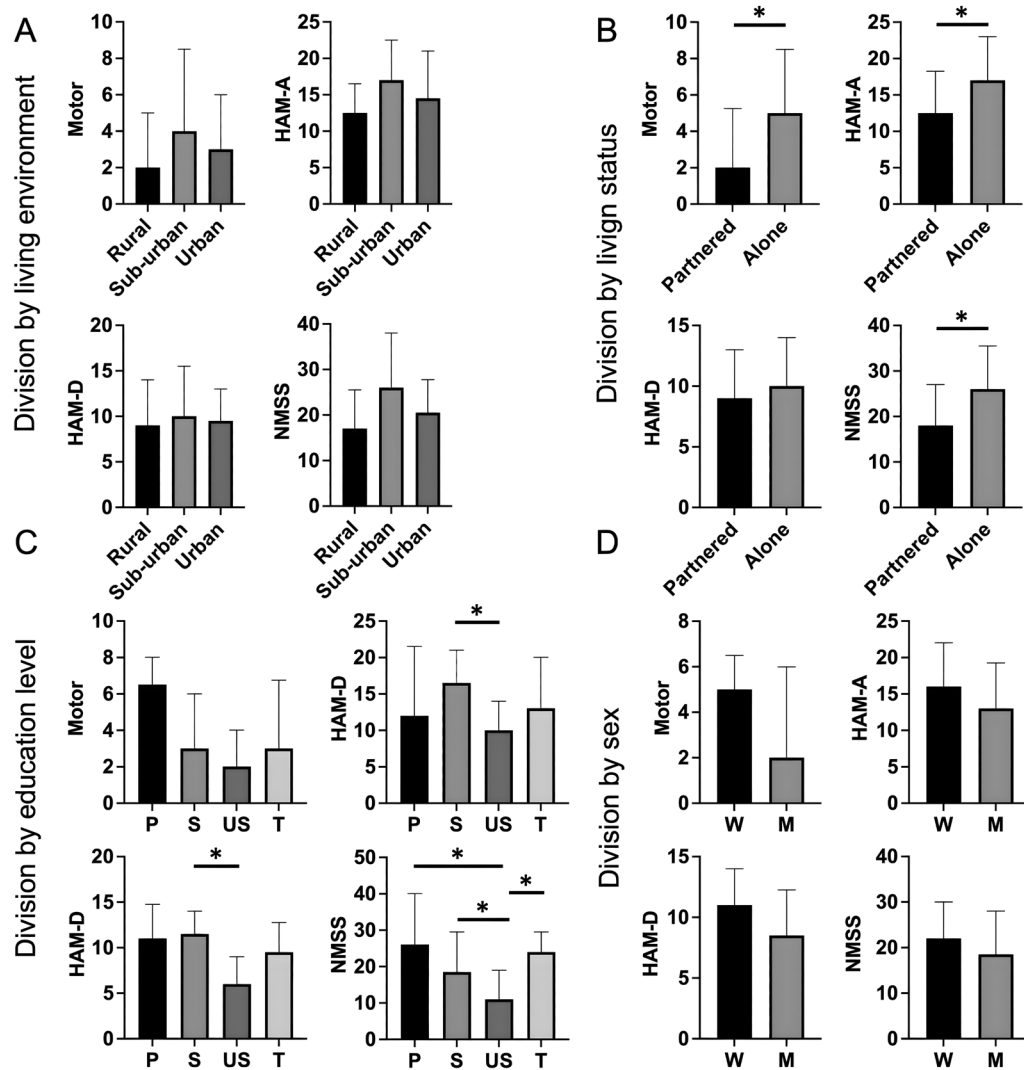 A
Division by living environment
Motor
10
8
6
4
2
0
Rural
Sub-urban
Urban
HAM-A
25
20
15
10
5
0
Rural
Sub-urban
Urban
HAM-D
20
15
10
5
0
Rural
Sub-urban
Urban
NMSS
40
30
20
10
0
Rural
Sub-urban
Urban
B
Division by livign status
Motor
10
8
6
4
2
0
*
Partnered
Alone
HAM-A
25
20
15
10
5
0
*
Partnered
Alone
HAM-D
15
10
5
0
Partnered
Alone
NMSS
40
30
20
10
0
*
Partnered
Alone
C
Division by education level
Motor
10
8
6
4
2
0
P S US T
HAM-D
25
20
15
10
5
0
*
P S US T
HAM-D
20
15
10
5
0
*
P S US T
NMSS
50
40
30
20
10
0
*
*
*
P S US T
D
Division by sex
Motor
8
6
4
2
0
W M
HAM-A
25
20
15
10
5
0
W M
HAM-D
15
10
5
0
W M
NMSS
40
30
20
10
0
W M